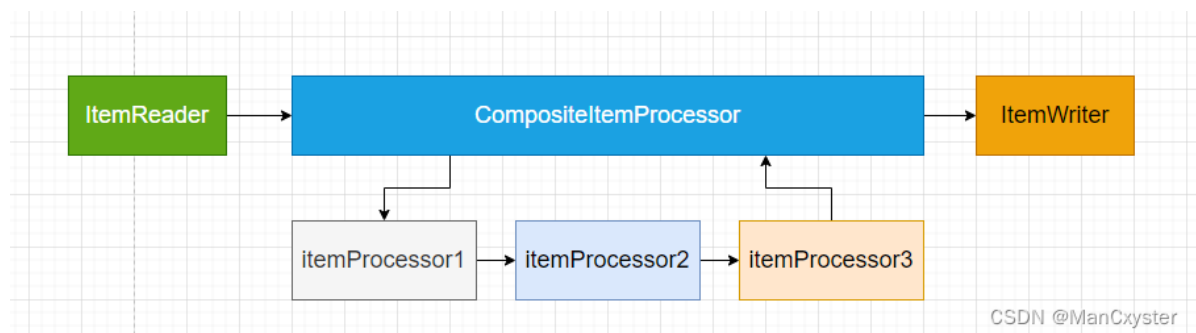 ItemReader
CompositeItemProcessor
ItemWriter
itemProcessor1
itemProcessor2
itemProcessor3
CSDN @ManCxyster